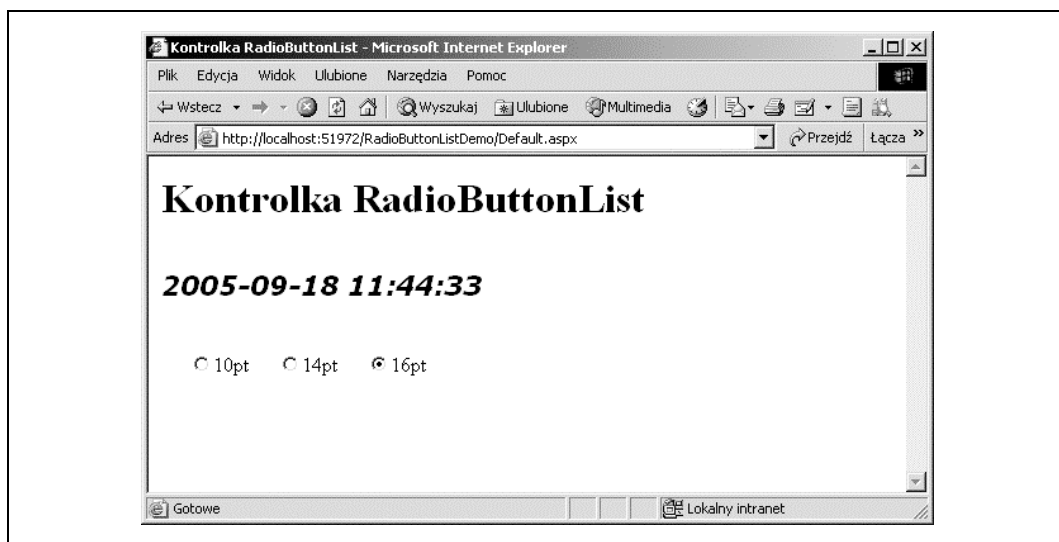 Kontrolka RadioButtonList - Microsoft Internet Explorer
Plik Edycja Widok Ulubione Narzędzia Pomoc
Wstecz Wyszukaj Ulubione Multimedia
Adres http://localhost:51972/RadioButtonListDemo/Default.aspx Przejdź Łącza »
Kontrolka RadioButtonList
2005-09-18 11:44:33
10pt 14pt 16pt
Gotowe Lokalny intranet